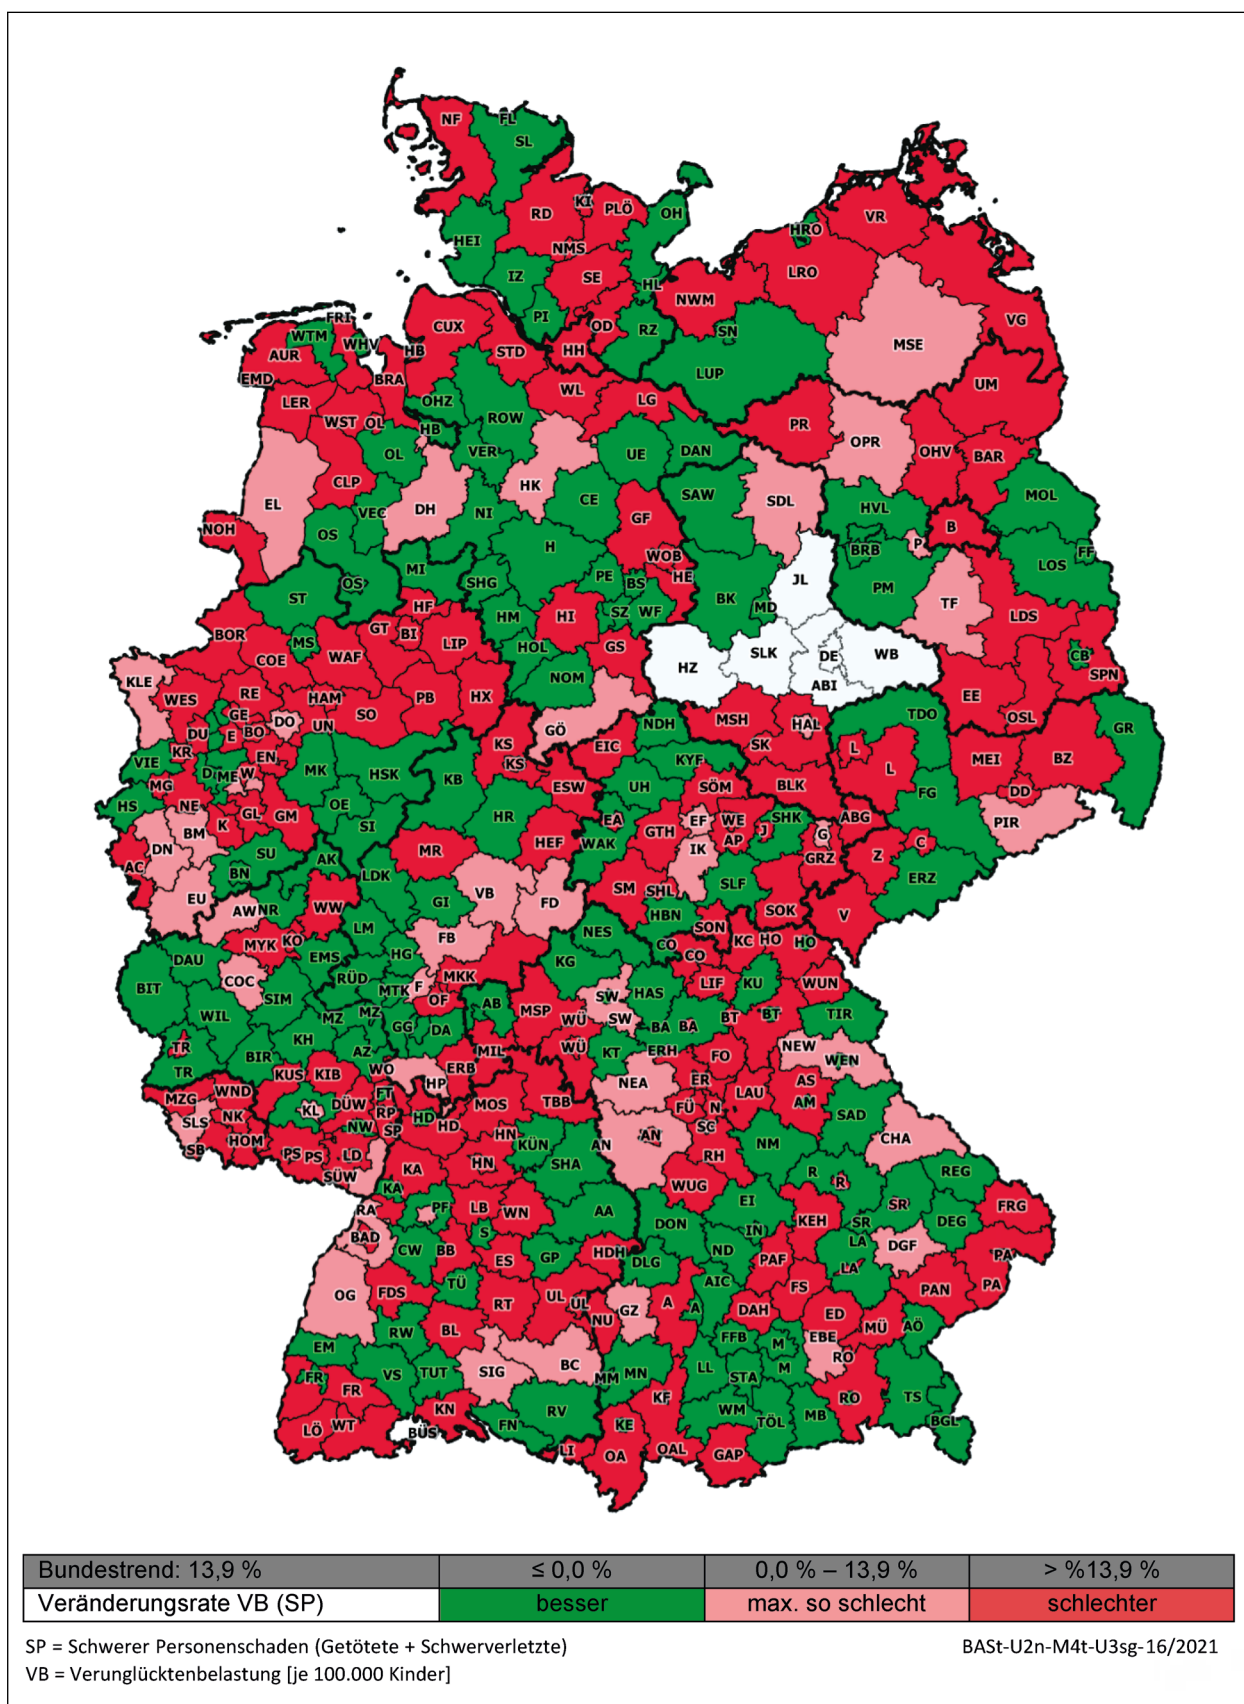 NF
FL
SL
RD
KI
PLÖ
OH
HEI
NMS
IZ
SE
HL
PI
OD
RZ
HH
HRO
VR
LRO
NWM
SN
LUP
MSE
VG
UM
FRI
WTM
WHV
AUR
EMD
CUX
HB
STD
BRA
LER
WST
OL
OHZ
HB
ROW
WL
LG
OL
VER
UE
DAN
PR
OPR
OHV
BAR
EL
CLP
VEC
DH
HK
NI
CE
SAW
SDL
HVL
MOL
NOH
OS
H
GF
B
P
BRB
FF
LOS
WOB
HE
PE
BS
JL
PM
TF
ST
OS
MI
SHG
HM
HI
SZ
WF
BK
MD
LDS
HF
BI
GT
LIP
HOL
GS
HZ
SLK
DE
WB
ABI
CB
SPN
BOR
MS
WAF
COE
NOM
EE
OSL
KLE
WES
RE
HAM
PB
HX
GÖ
NDH
MSH
HAL
TDO
GR
GE
DO
UN
SO
DU
E
BO
KS
KS
EIC
SK
L
L
MEI
BZ
KR
VIE
EN
D
ME
W
MG
MK
HSK
KB
ESW
UH
KYF
SÖM
BLK
DD
HS
NE
GL
GM
OE
HR
EA
EF
WE
SHK
ABG
FG
PIR
BM
K
SI
HEF
WAK
GTH
AP
J
G
GRZ
Z
C
DN
SU
AK
MR
IK
AC
BN
LDK
VB
FD
SM
SHL
SLF
ERZ
EU
AW
NR
WW
GI
HBN
SOK
V
LM
FB
NES
SON
MYK
KO
EMS
HG
KG
CO
CO
KC
HO
HO
DAU
BIT
COC
SIM
RÜD
MTK
F
MKK
OF
SW
SW
HAS
LIF
KU
WUN
WIL
MZ
MZ
GG
DA
AB
MSP
WÜ
WÜ
BA
BA
BT
BT
TIR
KH
AZ
TR
TR
BIR
WO
MIL
KT
ERH
FO
NEW
WEN
KUS
KIB
HP
ERB
NEA
ER
LAU
AS
AM
MZG
WND
NK
SLS
KL
DÜW
FT
RP
HD
HD
MOS
TBB
FÜ
N
SC
SAD
CHA
SB
HOM
NW
SP
HN
HN
KÜN
SHA
AN
AN
RH
NM
PS
PS
LD
SÜW
KA
KA
WUG
R
R
REG
RA
PF
LB
WN
AA
DON
EI
KEH
SR
SR
DEG
FRG
BAD
CW
BB
S
ES
GP
HDH
DLG
ND
IN
PAF
LA
LA
DGF
PA
PA
OG
FDS
TÜ
RT
UL
UL
NU
GZ
A
A
AIC
DAH
FS
ED
MÜ
AÖ
PAN
EM
RW
BL
FFB
M
M
EBE
RO
RO
FR
FR
VS
TUT
SIG
BC
MM
MN
LL
STA
TS
BGL
LÖ
WT
BÜS
KN
FN
RV
LI
KE
KF
OA
OAL
WM
TÖL
MB
GAP
Bundestrend: 13,9 %
≤ 0,0 %
0,0 % – 13,9 %
> %13,9 %
Veränderungsrate VB (SP)
besser
max. so schlecht
schlechter
SP = Schwerer Personenschaden (Getötete + Schwerverletzte)
BASt-U2n-M4t-U3sg-16/2021
VB = Verunglücktenbelastung [je 100.000 Kinder]